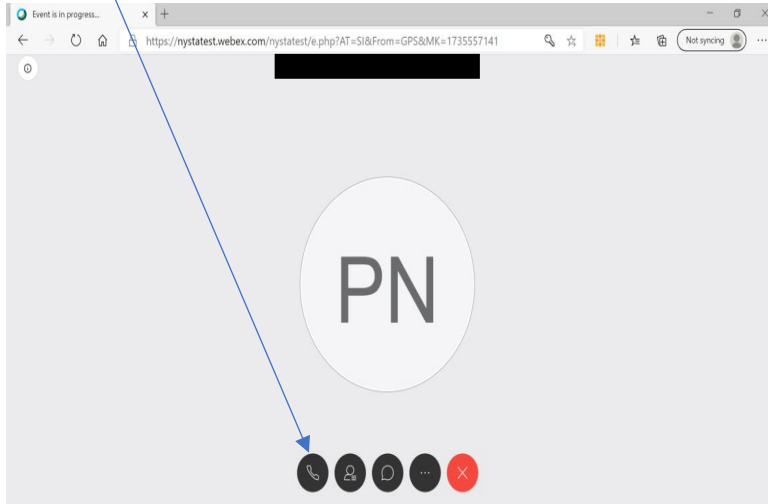 Event is in progress...
https://nystatest.webex.com/nystatest/e.php?AT=SI&From=GPS&MK=1735557141
Not syncing
PN